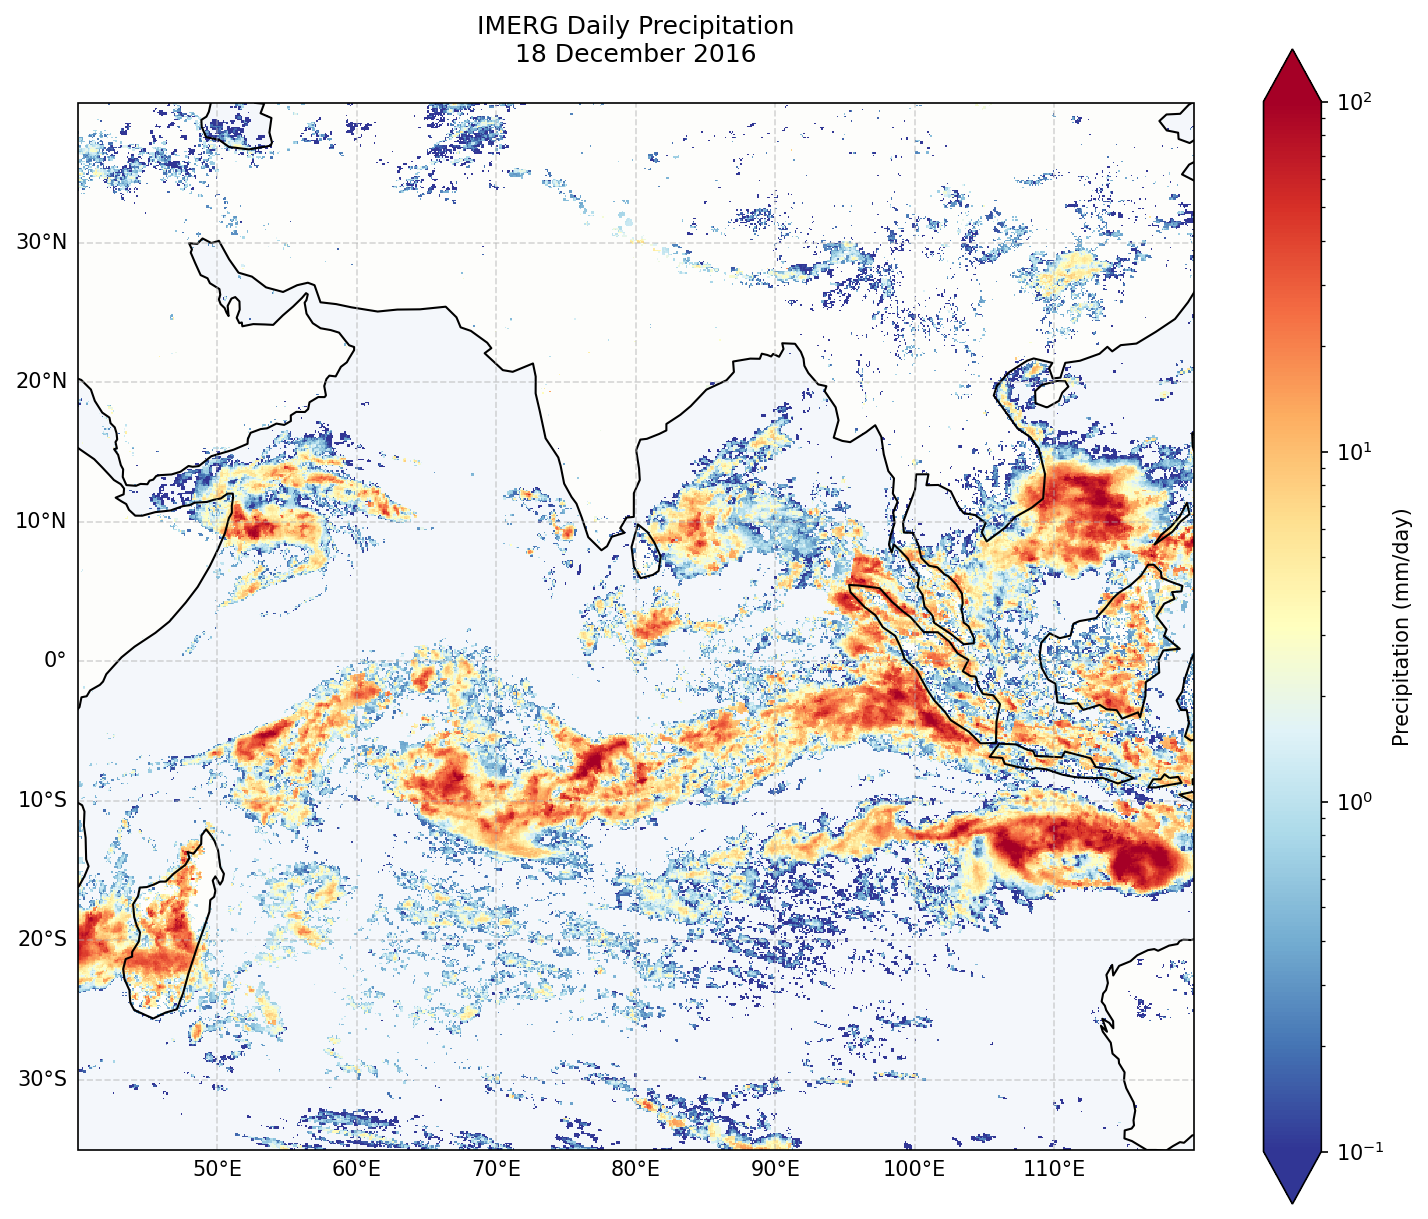 IMERG Daily Precipitation
18 December 2016
30°N
20°N
10°N
0°
10°S
20°S
30°S
50°E 60°E 70°E 80°E 90°E 100°E 110°E
10²
10¹
10⁰
10⁻¹
Precipitation (mm/day)